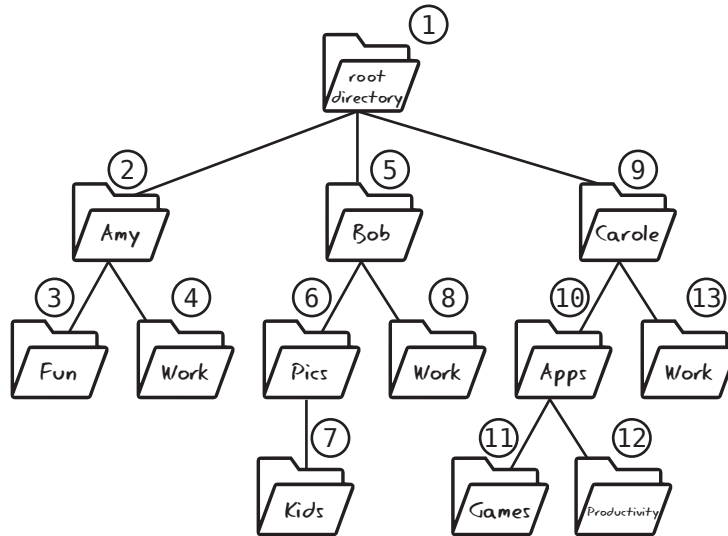 1
root
directory
2
5
9
Amy
Bob
Carole
3
4
6
8
10
13
Fun
Work
Pics
Work
Apps
Work
7
11
12
Kids
Games
Productivity